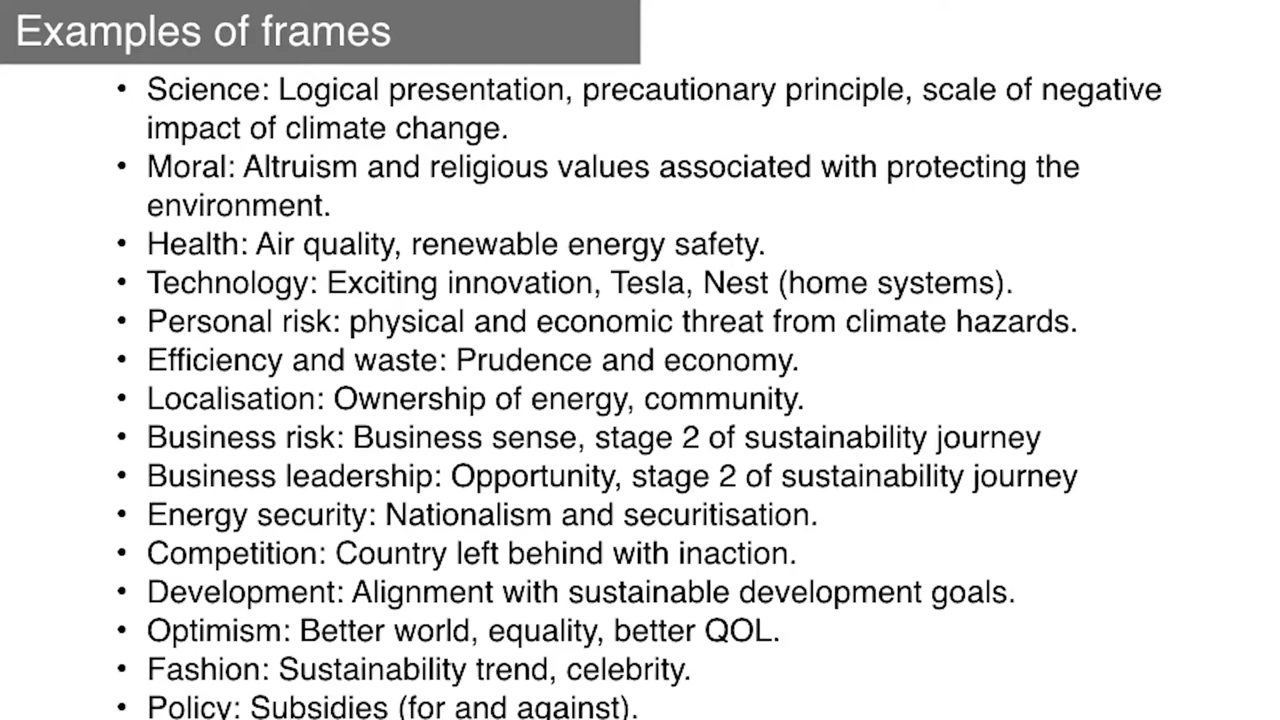 Examples of frames
• Science: Logical presentation, precautionary principle, scale of negative
impact of climate change.
• Moral: Altruism and religious values associated with protecting the
environment.
• Health: Air quality, renewable energy safety.
• Technology: Exciting innovation, Tesla, Nest (home systems).
• Personal risk: physical and economic threat from climate hazards.
• Efficiency and waste: Prudence and economy.
• Localisation: Ownership of energy, community.
• Business risk: Business sense, stage 2 of sustainability journey
• Business leadership: Opportunity, stage 2 of sustainability journey
• Energy security: Nationalism and securitisation.
• Competition: Country left behind with inaction.
• Development: Alignment with sustainable development goals.
• Optimism: Better world, equality, better QOL.
• Fashion: Sustainability trend, celebrity.
• Policy: Subsidies (for and against).